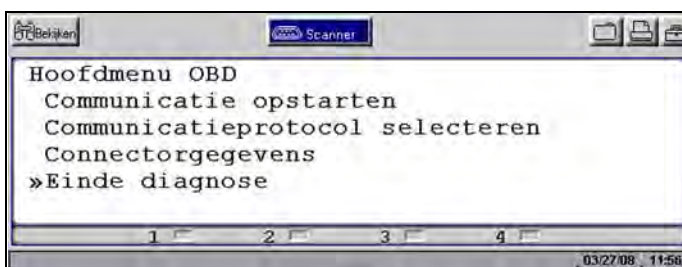 Bekijken Scanner
Hoofdmenu OBD
Communicatie opstarten
Communicatieprotocol selecteren
Connectorgegevens
»Einde diagnose
1 2 3 4
03/27/08 11:56